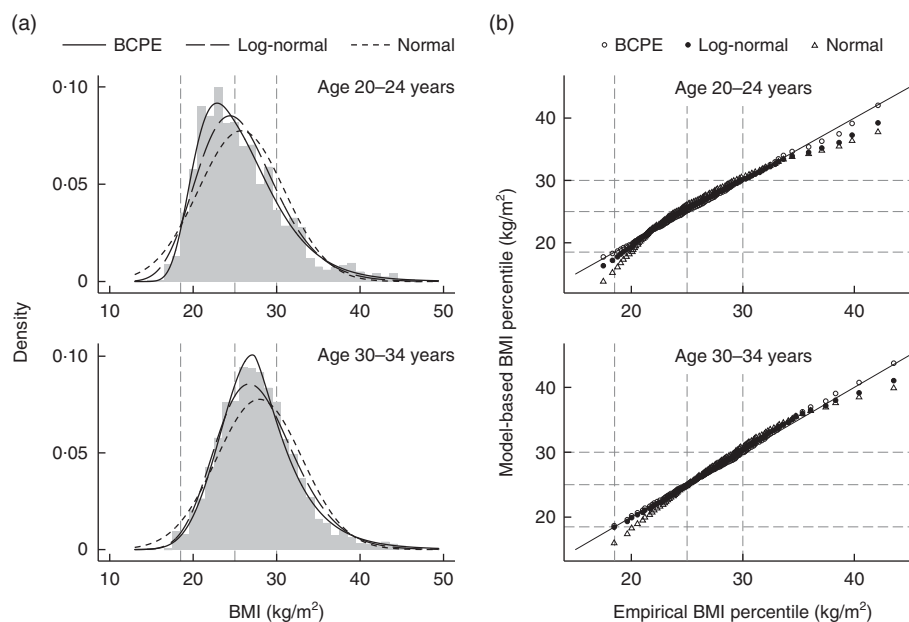 (a)
BCPE Log-normal Normal
0·10
Age 20–24 years
0·05
0
10 20 30 40 50
0·10
Age 30–34 years
0·05
0
10 20 30 40 50
Density
BMI (kg/m²)
(b)
BCPE Log-normal Normal
Age 20–24 years
40
30
20
20 30 40
Age 30–34 years
40
30
20
20 30 40
Model-based BMI percentile (kg/m²)
Empirical BMI percentile (kg/m²)